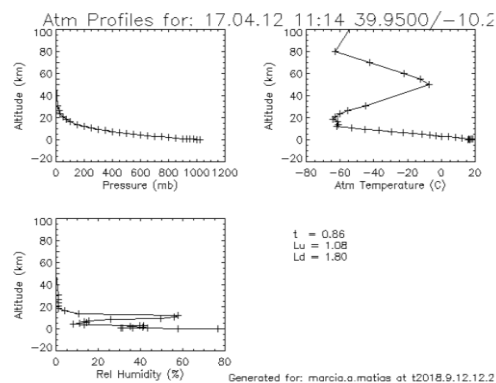 Atm Profiles for: 17.04.12 11:14 39.9500/-10.2
100
80
60
40
20
0
-20
Altitude (km)
0 200 400 600 800 1000 1200
Pressure (mb)
100
80
60
40
20
0
-20
Altitude (km)
-80 -60 -40 -20 0 20
Atm Temperature (C)
100
80
60
40
20
0
-20
Altitude (km)
0 20 40 60 80
Rel Humidity (%)
t = 0.86
Lu = 1.08
Ld = 1.80
Generated for: marcia.a.matias at t2018.9.12.12.2